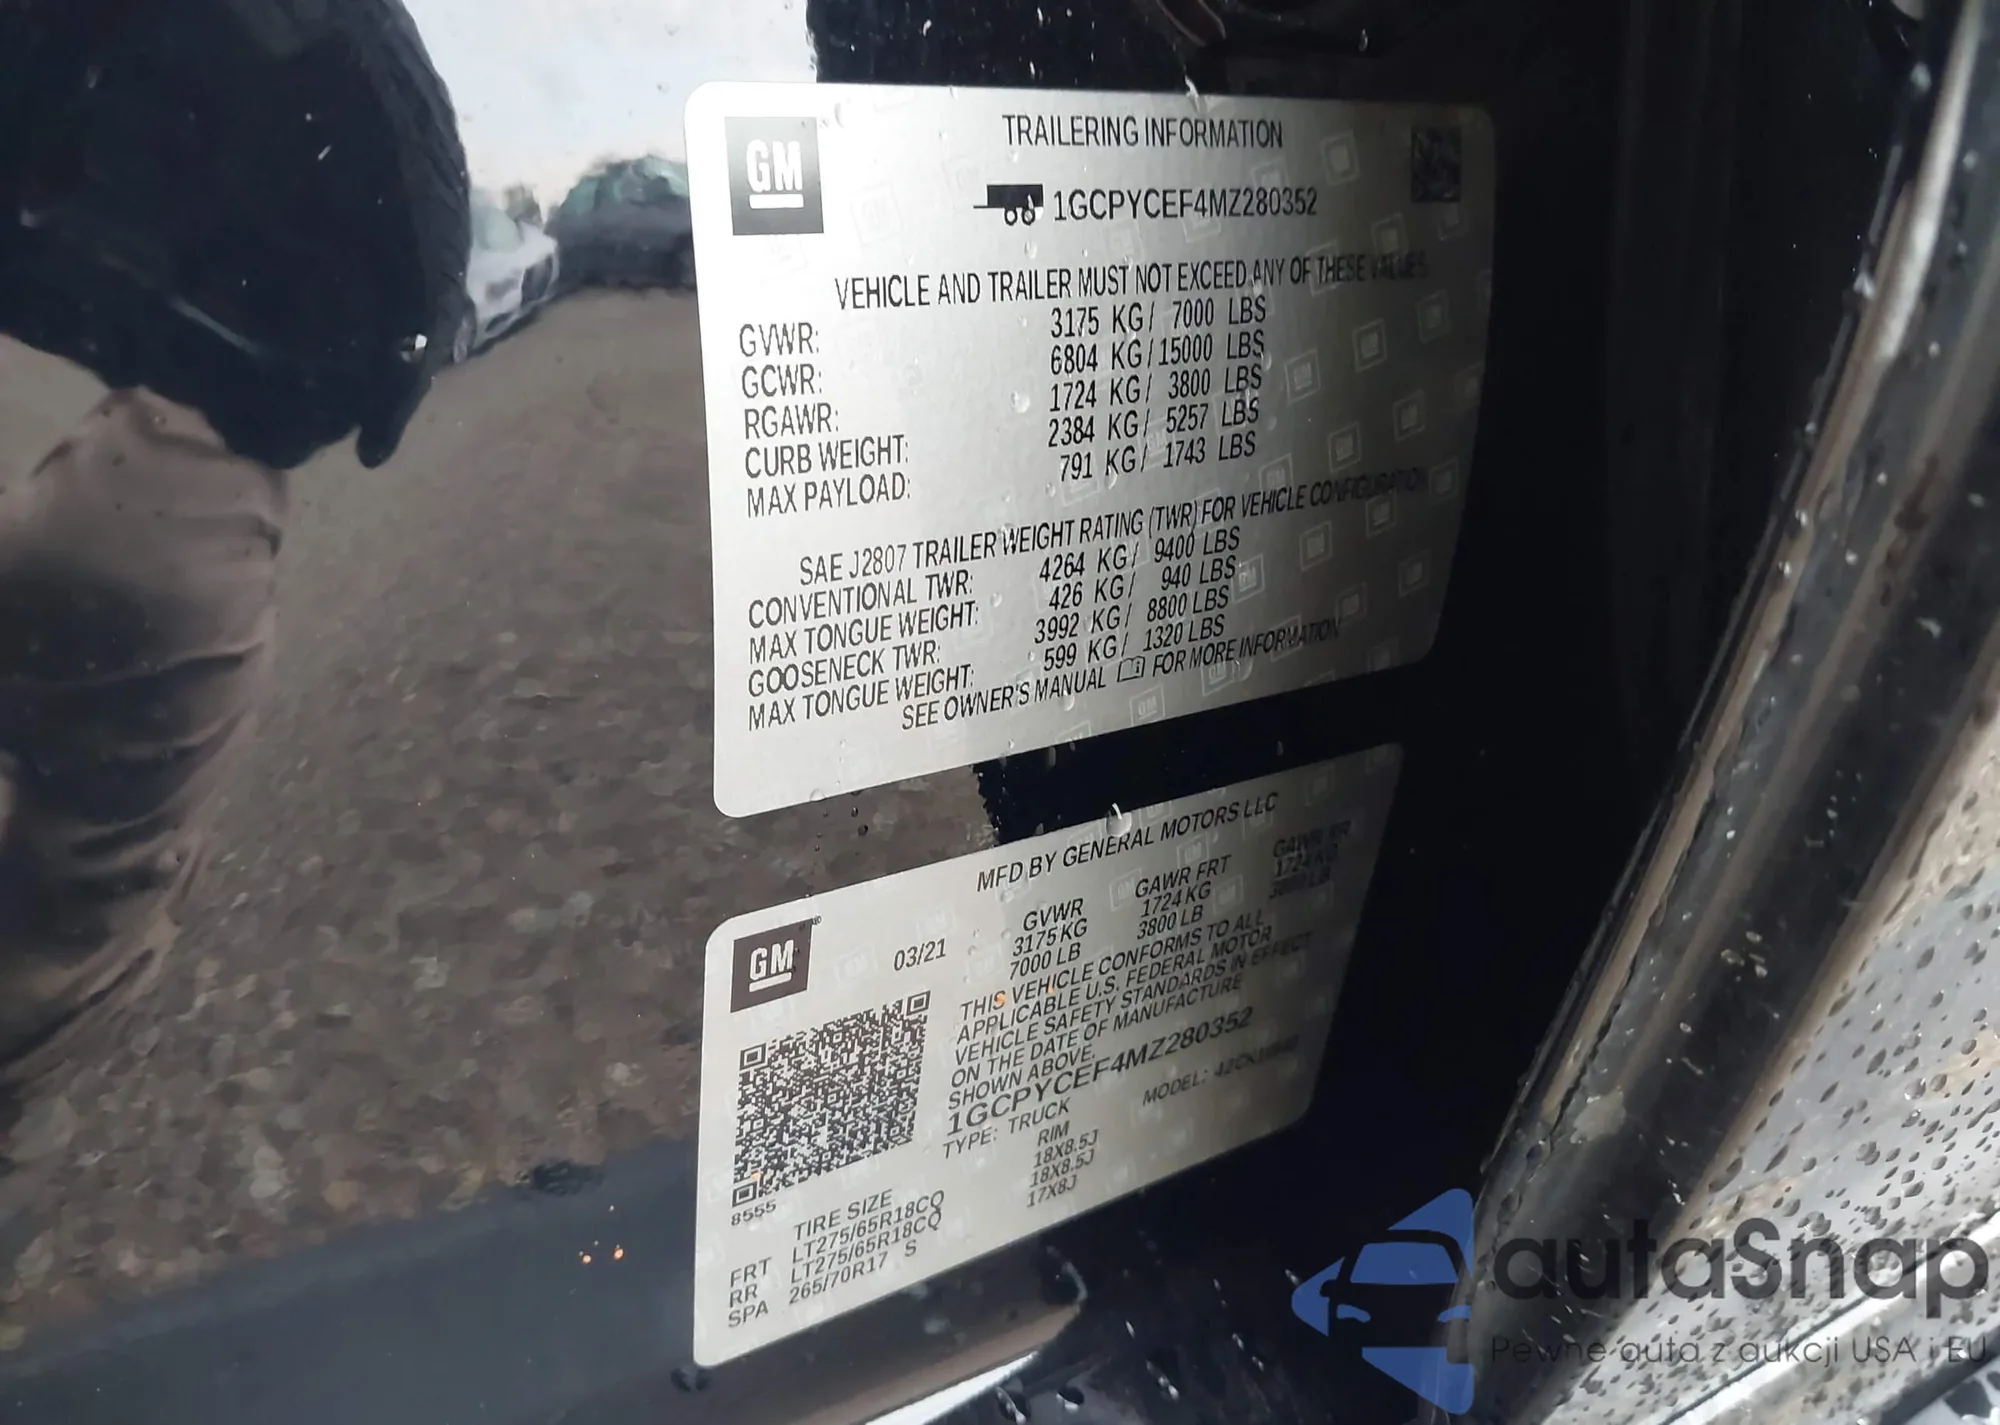 GM
TRAILERING INFORMATION
1GCPYCEF4MZ280352
VEHICLE AND TRAILER MUST NOT EXCEED ANY OF THESE VALUES
GVWR: 3175 KG/ 7000 LBS
GCWR: 6804 KG/15000 LBS
RGAWR: 1724 KG/ 3800 LBS
CURB WEIGHT: 2384 KG/ 5257 LBS
MAX PAYLOAD: 791 KG/ 1743 LBS
SAE J2807 TRAILER WEIGHT RATING (TWR) FOR VEHICLE CONFIGURATION
CONVENTIONAL TWR: 4264 KG/ 9400 LBS
MAX TONGUE WEIGHT: 426 KG/ 940 LBS
GOOSENECK TWR: 3992 KG/ 8800 LBS
MAX TONGUE WEIGHT: 599 KG/ 1320 LBS
SEE OWNER'S MANUAL FOR MORE INFORMATION
MFD BY GENERAL MOTORS LLC
GM
03/21
GVWR GAWR FRT GAWR RR
3175 KG 1724 KG 1724 KG
7000 LB 3800 LB 3800 LB
THIS VEHICLE CONFORMS TO ALL
APPLICABLE U.S. FEDERAL MOTOR
VEHICLE SAFETY STANDARDS IN EFFECT
ON THE DATE OF MANUFACTURE
SHOWN ABOVE.
1GCPYCEF4MZ280352
TYPE: TRUCK MODEL:
8555
TIRE SIZE RIM
FRT LT275/65R18CQ 18X8.5J
RR LT275/65R18CQ 18X8.5J
SPA 265/70R17 S 17X8J
autaSnap
Pewne auta z aukcji USA i EU